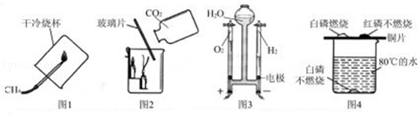 干冷烧杯
CH₄
图1
玻璃片
CO₂
图2
H₂O
O₂
H₂
电极
+ −
图3
白磷燃烧
红磷不燃烧
铜片
白磷
不燃烧
80℃的水
图4